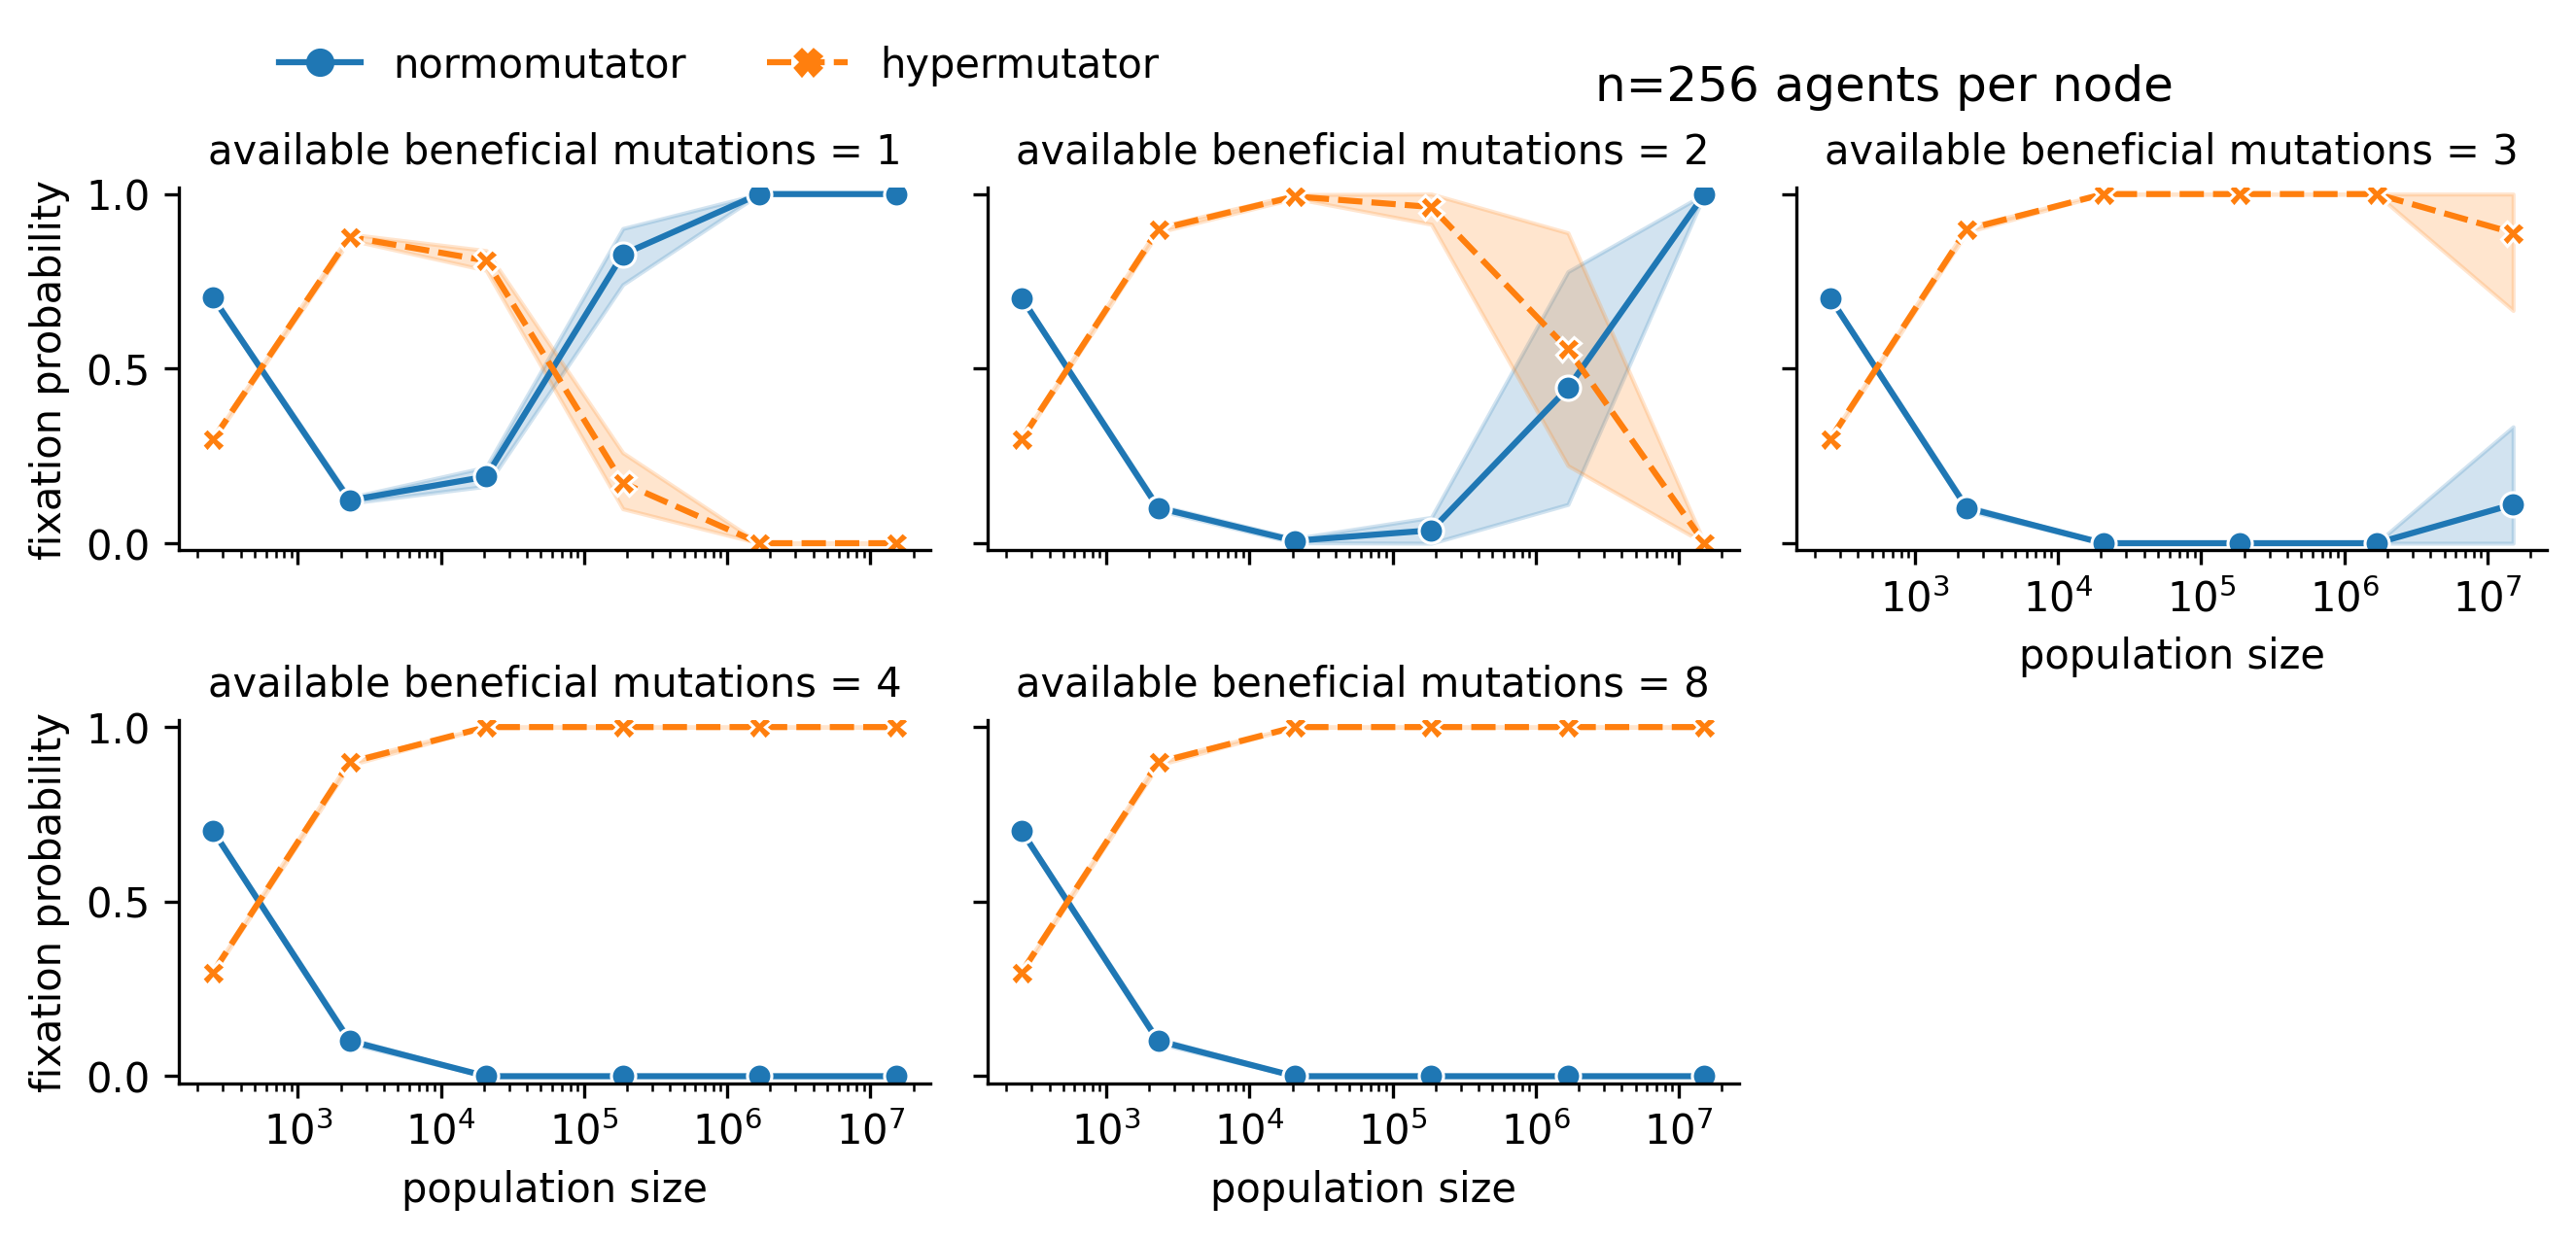 normomutator
hypermutator
n=256 agents per node
available beneficial mutations = 1
available beneficial mutations = 2
available beneficial mutations = 3
fixation probability
1.0
0.5
0.0
10³ 10⁴ 10⁵ 10⁶ 10⁷
population size
available beneficial mutations = 4
available beneficial mutations = 8
fixation probability
1.0
0.5
0.0
10³ 10⁴ 10⁵ 10⁶ 10⁷
10³ 10⁴ 10⁵ 10⁶ 10⁷
population size
population size